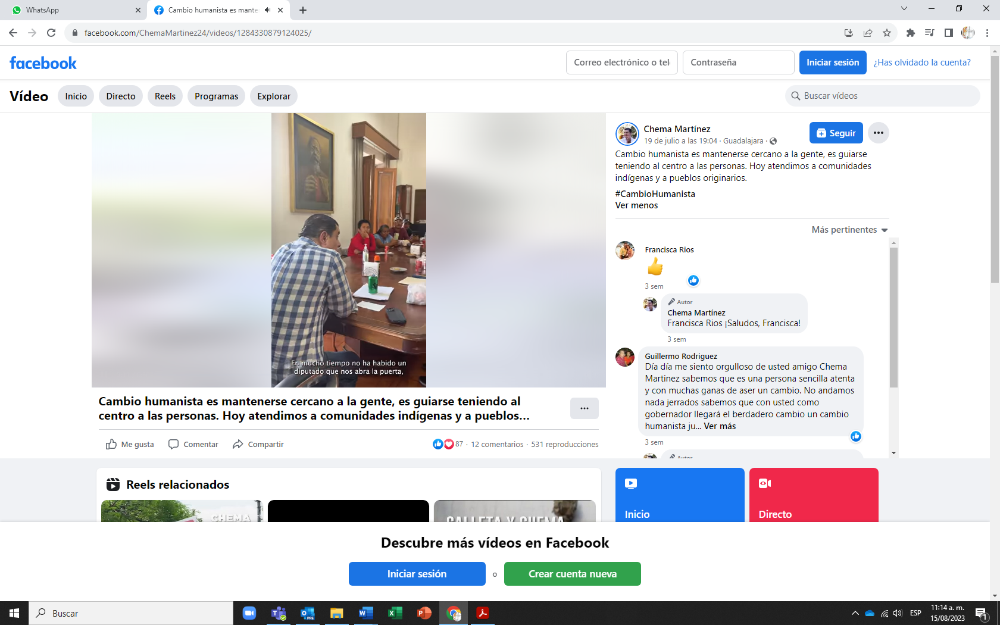 WhatsApp
Cambio humanista es mante
facebook.com/ChemaMartinez24/videos/1284330879124025/
facebook
Correo electrónico o tel
Contraseña
Iniciar sesión
¿Has olvidado la cuenta?
Vídeo
Inicio
Directo
Reels
Programas
Explorar
Buscar vídeos
En mucho tiempo no ha habido un
diputado que nos abra la puerta,
Cambio humanista es mantenerse cercano a la gente, es guiarse teniendo al
centro a las personas. Hoy atendimos a comunidades indígenas y a pueblos...
Me gusta
Comentar
Compartir
87 · 12 comentarios · 531 reproducciones
Chema Martínez
19 de julio a las 19:04 · Guadalajara ·
Seguir
Cambio humanista es mantenerse cercano a la gente, es guiarse
teniendo al centro a las personas. Hoy atendimos a comunidades
indígenas y a pueblos originarios.
#CambioHumanista
Ver menos
Más pertinentes
Francisca Rios
3 sem
Autor
Chema Martínez
Francisca Rios ¡Saludos, Francisca!
3 sem
Guillermo Rodriguez
Día día me siento orgulloso de usted amigo Chema
Martinez sabemos que es una persona sencilla atenta
y con muchas ganas de aser un cambio. No andamos
nada jerrados sabemos que con usted como
gobernador llegará el berdadero cambio un cambio
humanista ju... Ver más
3 sem
Autor
Reels relacionados
CHEMA
CALLETA Y CHEMA
Inicio
Directo
Descubre más vídeos en Facebook
Iniciar sesión
o
Crear cuenta nueva
Buscar
PRE
ESP
11:14 a. m.
15/08/2023
1